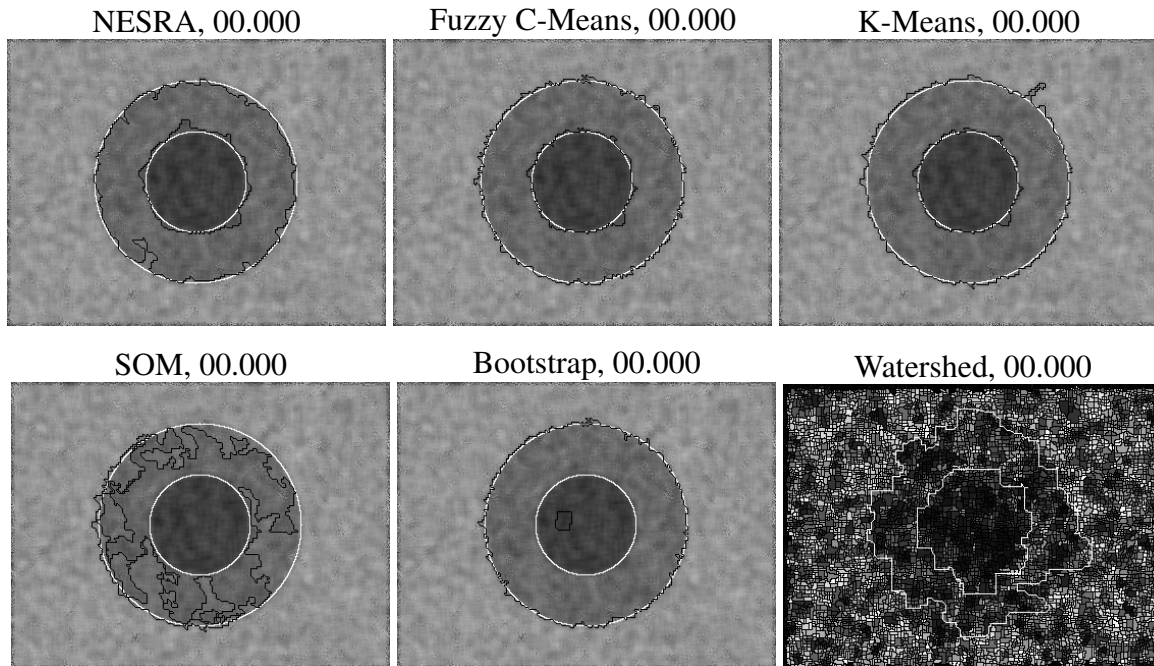 NESRA, 00.000
Fuzzy C-Means, 00.000
K-Means, 00.000
SOM, 00.000
Bootstrap, 00.000
Watershed, 00.000